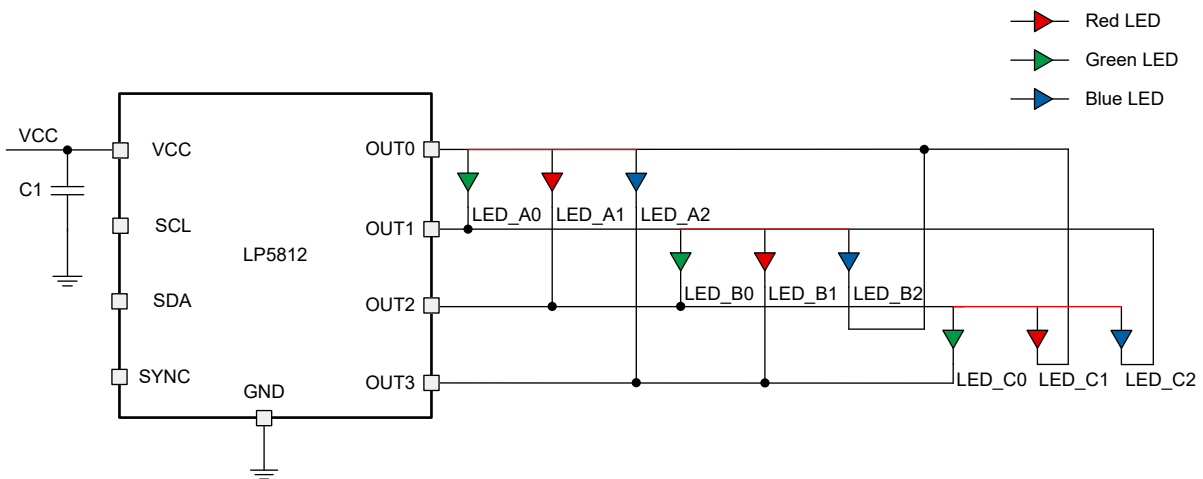 Red LED
Green LED
Blue LED
VCC
C1
VCC
SCL
SDA
SYNC
LP5812
GND
OUT0
OUT1
OUT2
OUT3
LED_A0
LED_A1
LED_A2
LED_B0
LED_B1
LED_B2
LED_C0
LED_C1
LED_C2